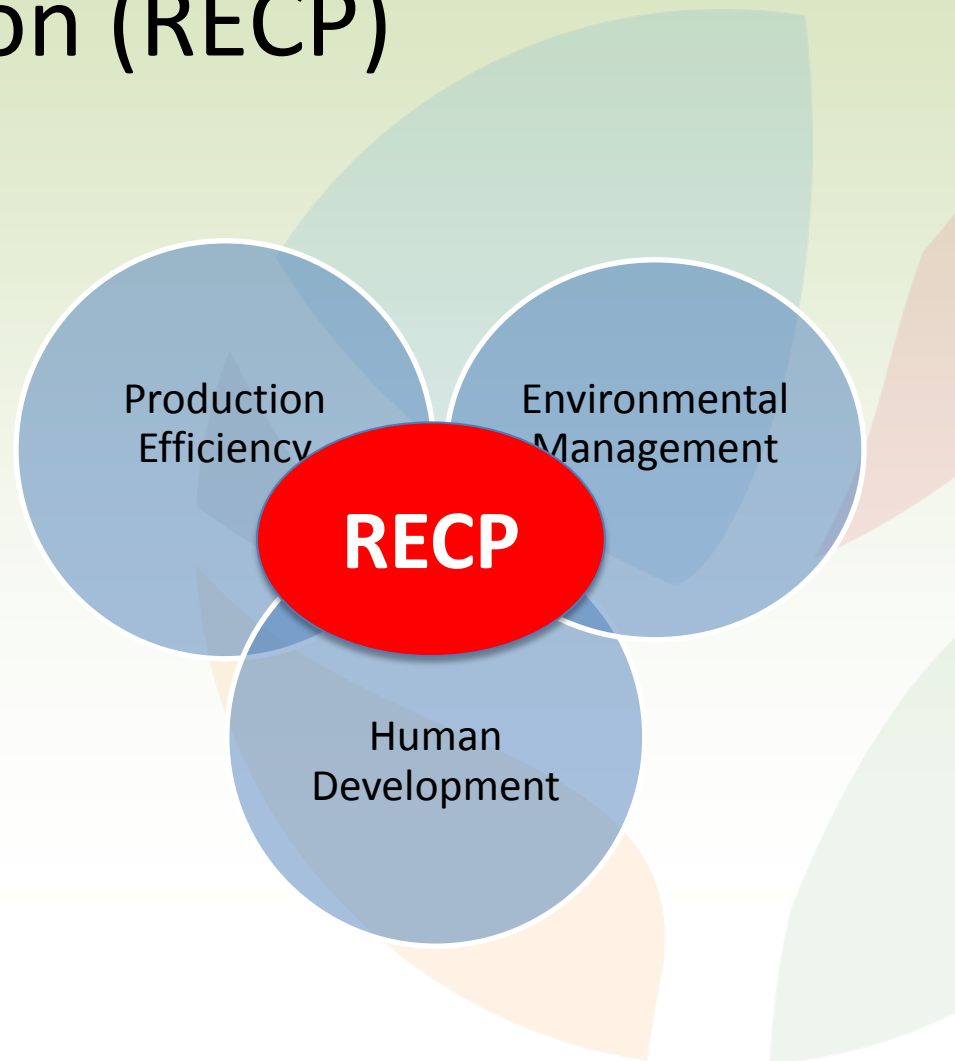 on (RECP)
Production
Efficiency
Environmental
Management
RECP
Human
Development